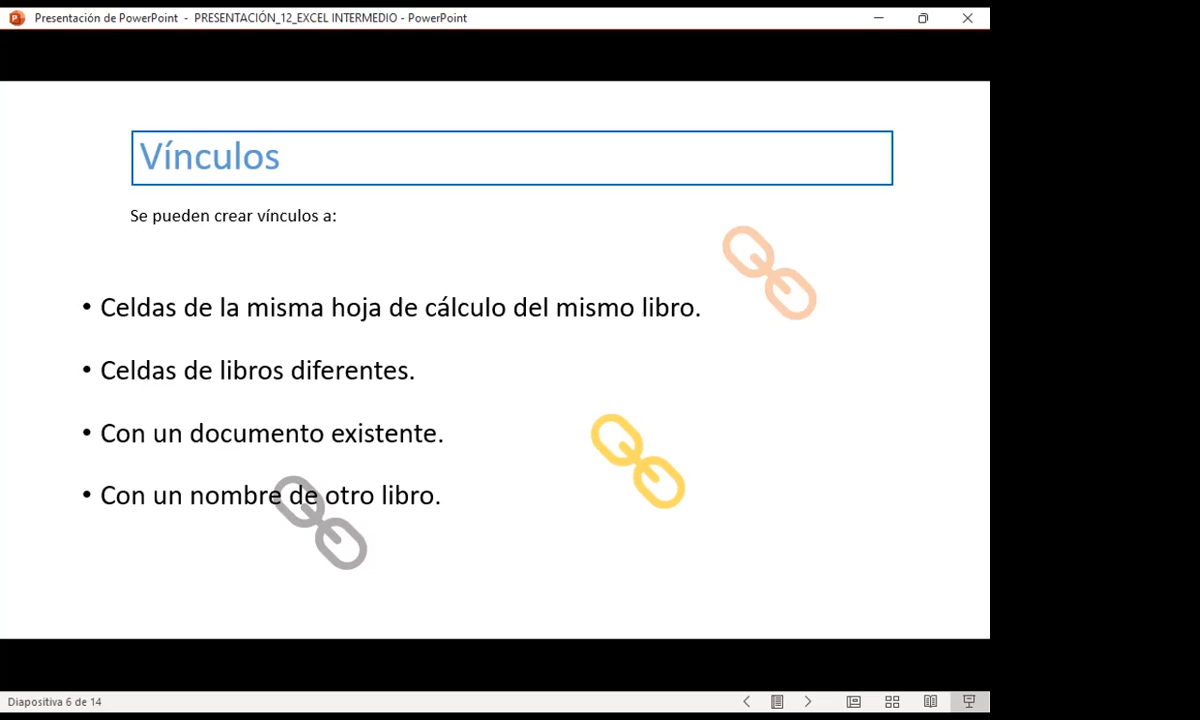 Presentación de PowerPoint - PRESENTACIÓN_12_EXCEL INTERMEDIO - PowerPoint
Vínculos
Se pueden crear vínculos a:
• Celdas de la misma hoja de cálculo del mismo libro.
• Celdas de libros diferentes.
• Con un documento existente.
• Con un nombre de otro libro.
Diapositiva 6 de 14